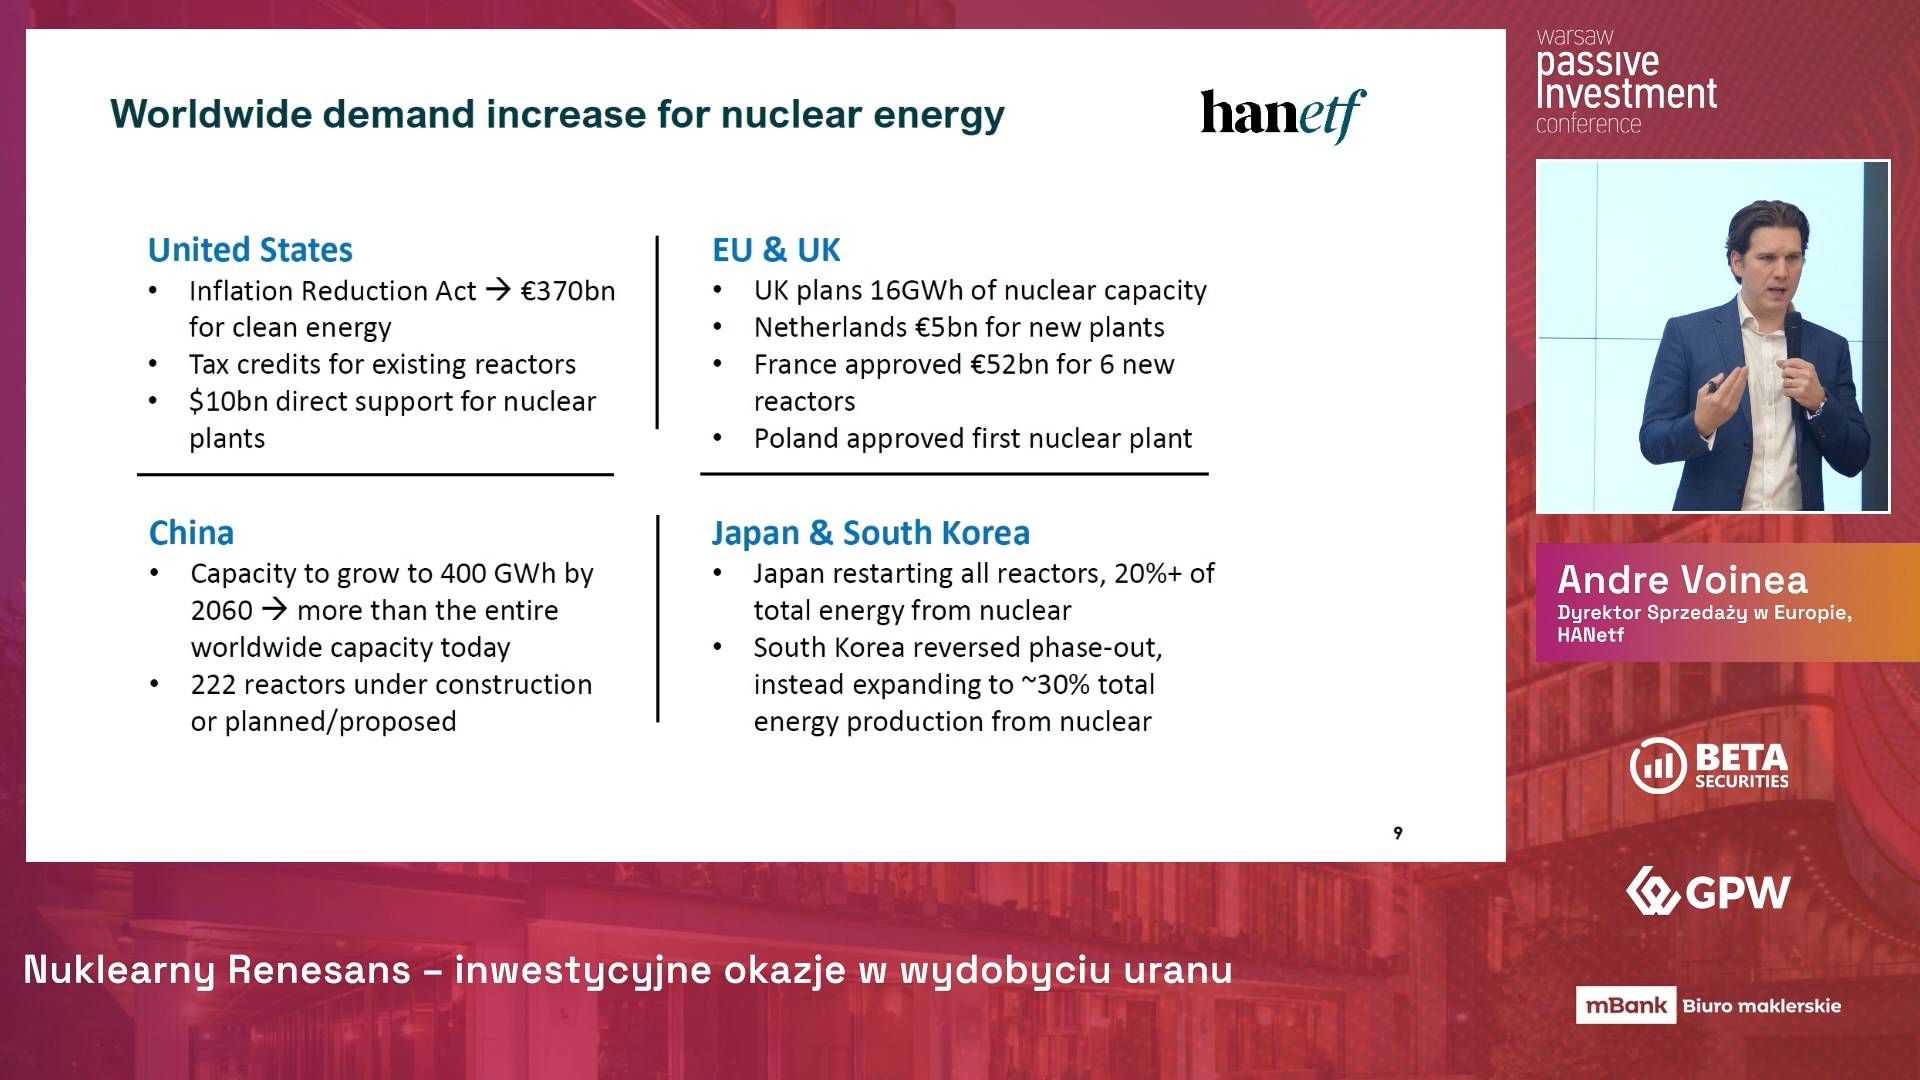 Worldwide demand increase for nuclear energy
hanetf
United States
• Inflation Reduction Act → €370bn
for clean energy
• Tax credits for existing reactors
• $10bn direct support for nuclear
plants
EU & UK
• UK plans 16GWh of nuclear capacity
• Netherlands €5bn for new plants
• France approved €52bn for 6 new
reactors
• Poland approved first nuclear plant
China
• Capacity to grow to 400 GWh by
2060 → more than the entire
worldwide capacity today
• 222 reactors under construction
or planned/proposed
Japan & South Korea
• Japan restarting all reactors, 20%+ of
total energy from nuclear
• South Korea reversed phase-out,
instead expanding to ~30% total
energy production from nuclear
9
warsaw
passive
Investment
conference
Andre Voinea
Dyrektor Sprzedaży w Europie,
HANetf
BETA
SECURITIES
GPW
mBank Biuro maklerskie
Nuklearny Renesans – inwestycyjne okazje w wydobyciu uranu